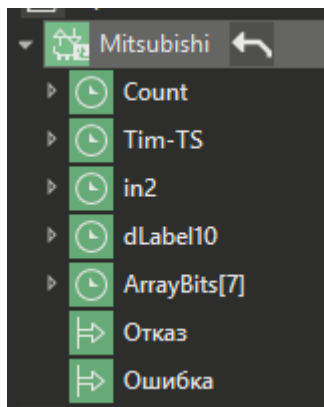 Mitsubishi
Count
Tim-TS
in2
dLabel10
ArrayBits[7]
Отказ
Ошибка